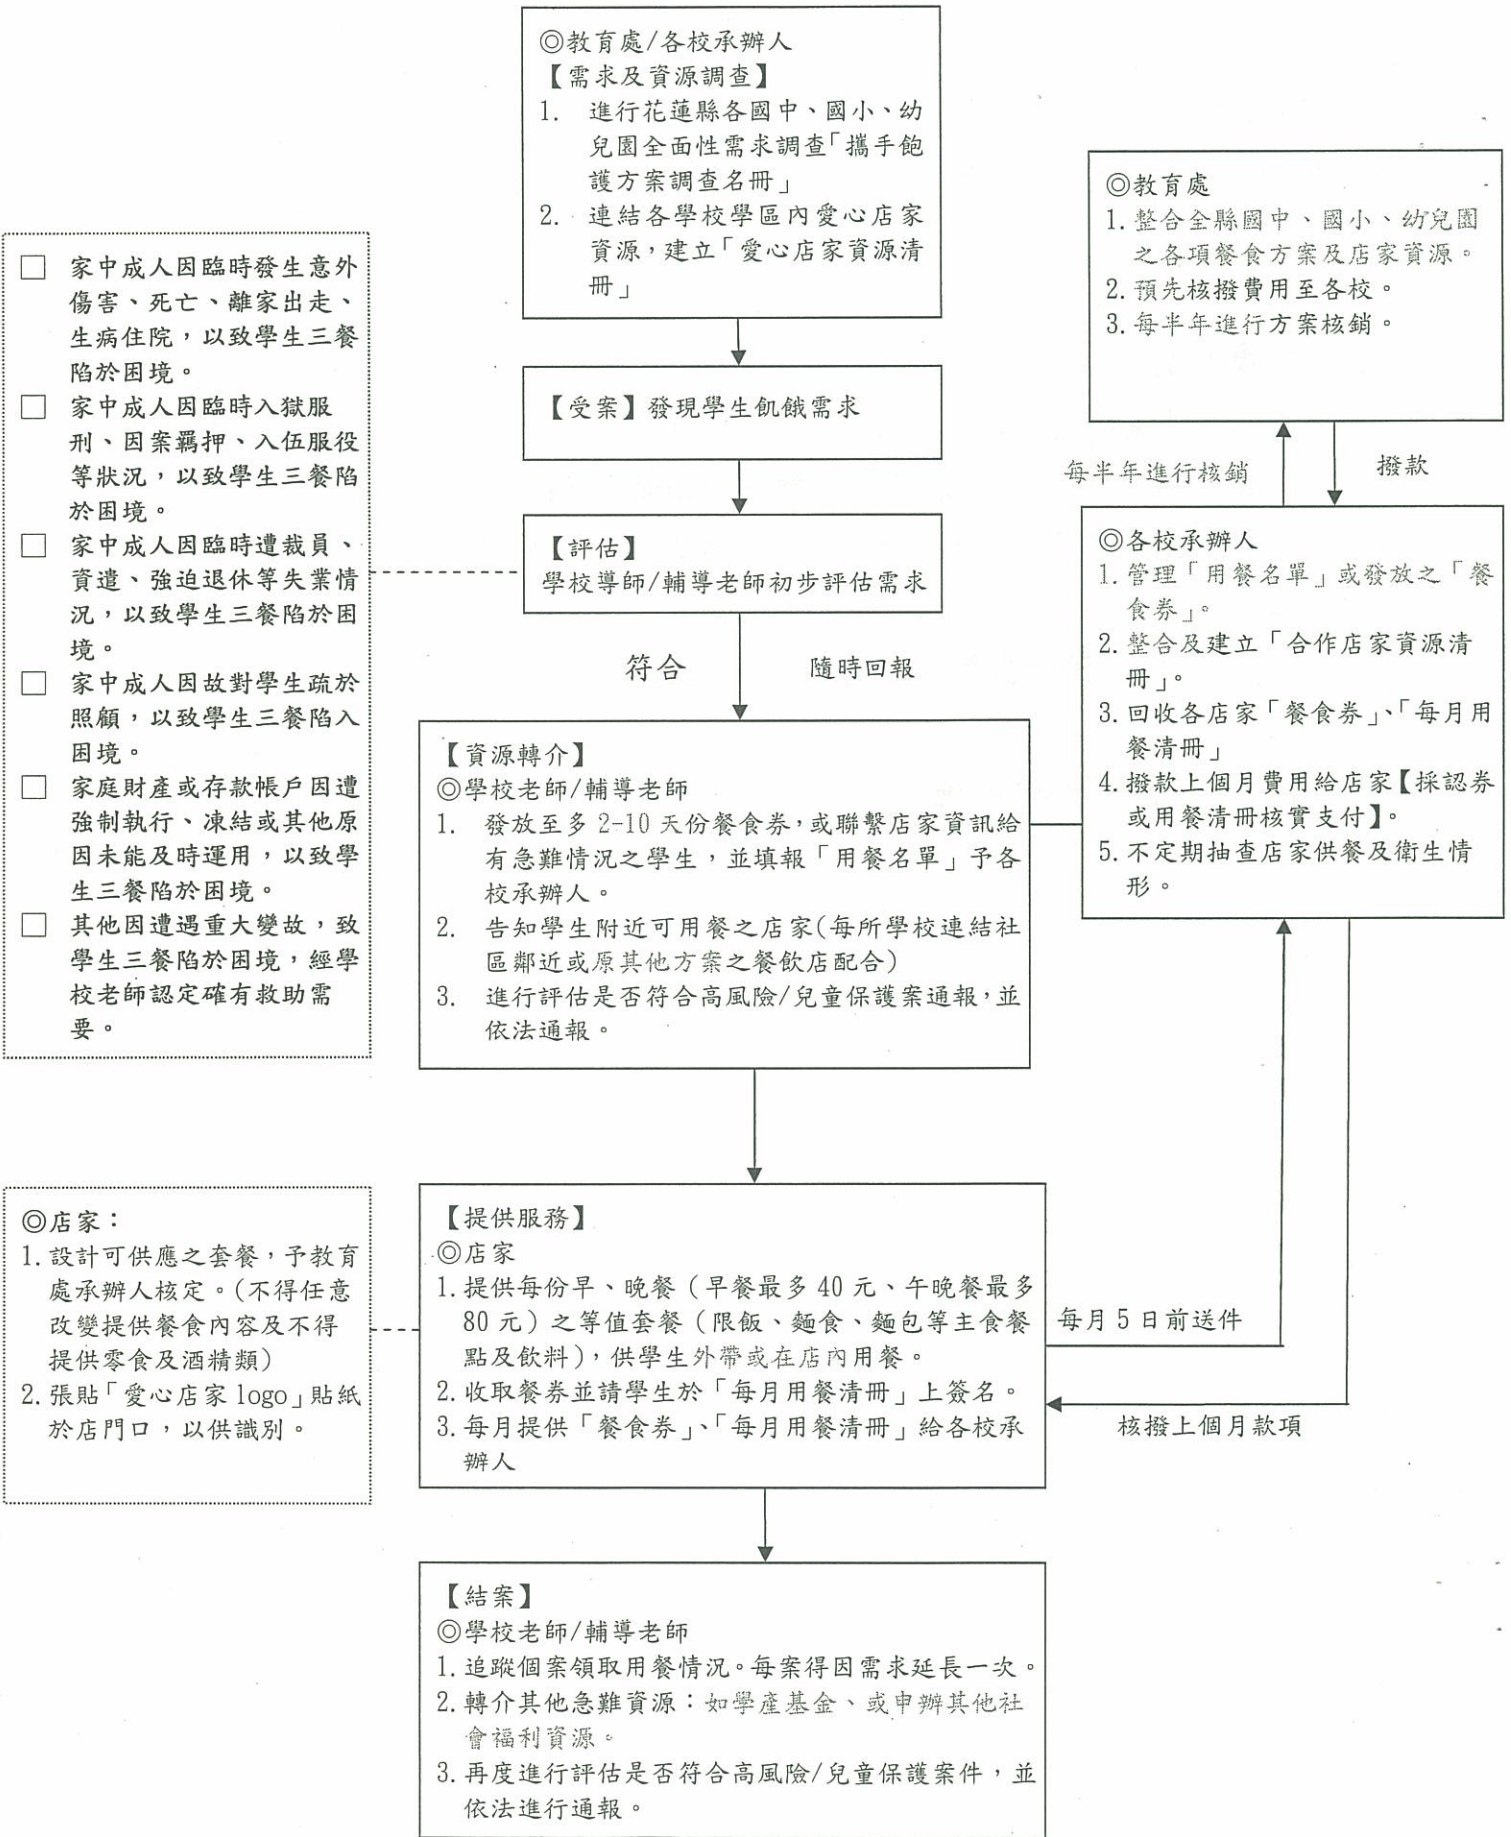 ◎教育處/各校承辦人
【需求及資源調查】
1. 進行花蓮縣各國中、國小、幼
兒園全面性需求調查「攜手飽
護方案調查名冊」
2. 連結各學校學區內愛心店家
資源,建立「愛心店家資源清
冊」
【受案】發現學生飢餓需求
【評估】
學校導師/輔導老師初步評估需求
符合
隨時回報
□ 家中成人因臨時發生意外
傷害、死亡、離家出走、
生病住院,以致學生三餐
陷於困境。
□ 家中成人因臨時入獄服
刑、因案羈押、入伍服役
等狀況,以致學生三餐陷
於困境。
□ 家中成人因臨時遭裁員、
資遣、強迫退休等失業情
況,以致學生三餐陷於困
境。
□ 家中成人因故對學生疏於
照顧,以致學生三餐陷入
困境。
□ 家庭財產或存款帳戶因遭
強制執行、凍結或其他原
因未能及時運用,以致學
生三餐陷於困境。
□ 其他因遭遇重大變故,致
學生三餐陷於困境,經學
校老師認定確有救助需
要。
【資源轉介】
◎學校老師/輔導老師
1. 發放至多 2-10 天份餐食券,或聯繫店家資訊給
有急難情況之學生,並填報「用餐名單」予各
校承辦人。
2. 告知學生附近可用餐之店家(每所學校連結社
區鄰近或原其他方案之餐飲店配合)
3. 進行評估是否符合高風險/兒童保護案通報,並
依法通報。
◎教育處
1.整合全縣國中、國小、幼兒園
之各項餐食方案及店家資源。
2.預先核撥費用至各校。
3.每半年進行方案核銷。
每半年進行核銷
撥款
◎各校承辦人
1.管理「用餐名單」或發放之「餐
食券」。
2.整合及建立「合作店家資源清
冊」。
3.回收各店家「餐食券」、「每月用
餐清冊」
4.撥款上個月費用給店家【採認券
或用餐清冊核實支付】。
5.不定期抽查店家供餐及衛生情
形。
◎店家:
1.設計可供應之套餐,予教育
處承辦人核定。(不得任意
改變提供餐食內容及不得
提供零食及酒精類)
2.張貼「愛心店家 logo」貼紙
於店門口,以供識別。
【提供服務】
◎店家
1.提供每份早、晚餐(早餐最多 40 元、午晚餐最多
80 元)之等值套餐(限飯、麵食、麵包等主食餐
點及飲料),供學生外帶或在店內用餐。
2.收取餐券並請學生於「每月用餐清冊」上簽名。
3.每月提供「餐食券」、「每月用餐清冊」給各校承
辦人
每月 5 日前送件
核撥上個月款項
【結案】
◎學校老師/輔導老師
1.追蹤個案領取用餐情況。每案得因需求延長一次。
2.轉介其他急難資源:如學產基金、或申辦其他社
會福利資源。
3.再度進行評估是否符合高風險/兒童保護案件,並
依法進行通報。